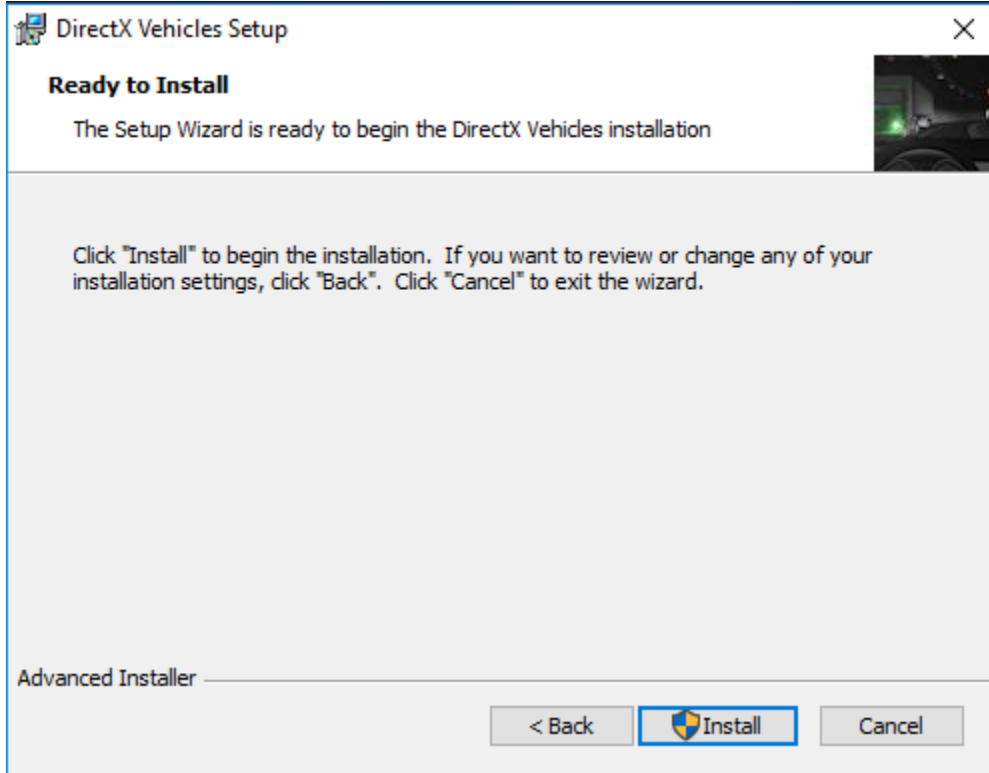 DirectX Vehicles Setup
Ready to Install
The Setup Wizard is ready to begin the DirectX Vehicles installation
Click "Install" to begin the installation.  If you want to review or change any of your
installation settings, click "Back".  Click "Cancel" to exit the wizard.
Advanced Installer
< Back Install Cancel